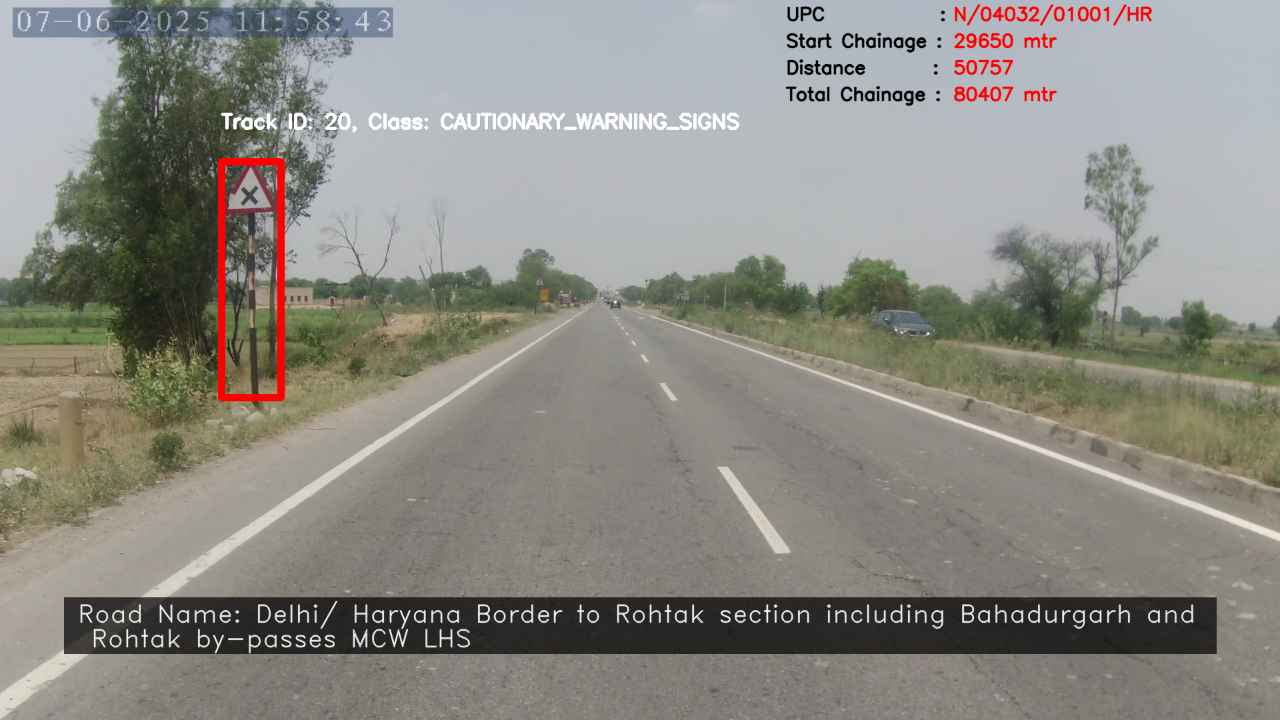 07-06-2025 11:58:43
UPC : N/04032/01001/HR
Start Chainage : 29650 mtr
Distance : 50757
Total Chainage : 80407 mtr
Track ID: 20, Class: CAUTIONARY_WARNING_SIGNS
Road Name: Delhi/ Haryana Border to Rohtak section including Bahadurgarh and
Rohtak by-passes MCW LHS